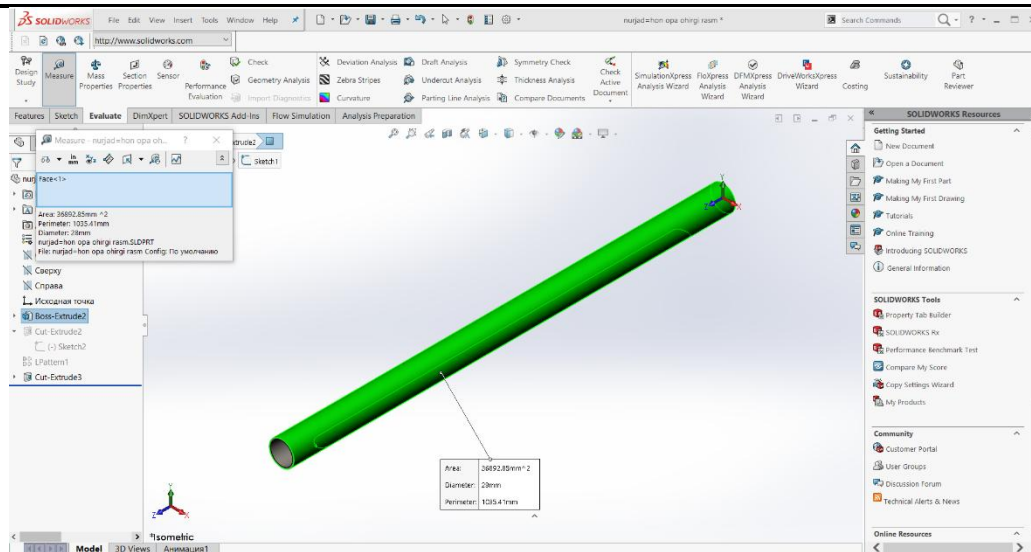 SOLIDWORKS File Edit View Insert Tools Window Help nurjad=hon opa ohirgi rasm * Search Commands
http://www.solidworks.com
Design Study Measure Mass Properties Section Properties Sensor Performance Evaluation
Check Geometry Analysis Import Diagnostics
Deviation Analysis Zebra Stripes Curvature
Draft Analysis Undercut Analysis Parting Line Analysis
Symmetry Check Thickness Analysis Compare Documents
Check Active Document
SimulationXpress Analysis Wizard FloXpress Analysis Wizard DFMXpress Analysis Wizard DriveWorksXpress Wizard Costing Sustainability Part Reviewer
Features Sketch Evaluate DimXpert SOLIDWORKS Add-Ins Flow Simulation Analysis Preparation
Measure - nurjad=hon opa oh... ? ×
Sketch1
Face<1>
Area: 36892.85mm ^2
Perimeter: 1035.41mm
Diameter: 28mm
nurjad=hon opa ohirgi rasm.SLDPRT
File: nurjad=hon opa ohirgi rasm Config: По умолчанию
Сверху
Справа
Исходная точка
Boss-Extrude2
Cut-Extrude2
(-) Sketch2
LPattern1
Cut-Extrude3
Area: 36892.85mm^2
Diameter: 28mm
Perimeter: 1035.41mm
Y
Z
X
Y
Z
X
*Isometric
Model 3D Views Анимация1
SOLIDWORKS Resources
Getting Started
New Document
Open a Document
Making My First Part
Making My First Drawing
Tutorials
Online Training
Introducing SOLIDWORKS
General Information
SOLIDWORKS Tools
Property Tab Builder
SOLIDWORKS Rx
Performance Benchmark Test
Compare My Score
Copy Settings Wizard
My Products
Community
Customer Portal
User Groups
Discussion Forum
Technical Alerts & News
Online Resources